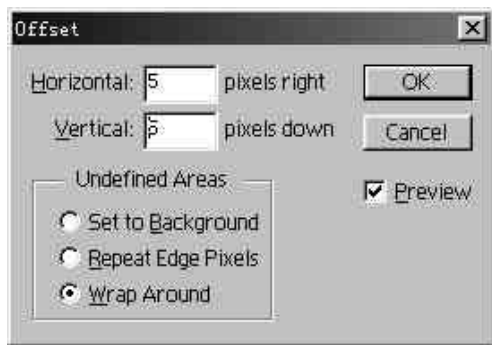 Offset
Horizontal: 5 pixels right OK
Vertical: 5 pixels down Cancel
Undefined Areas
Preview
Set to Background
Repeat Edge Pixels
Wrap Around